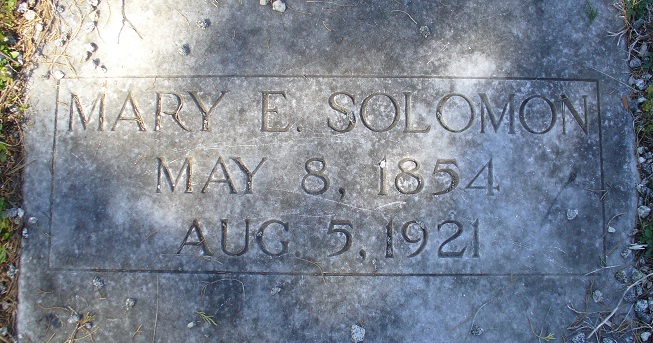 MARY E. SOLOMON
MAY 8, 1854
AUG 5, 1921